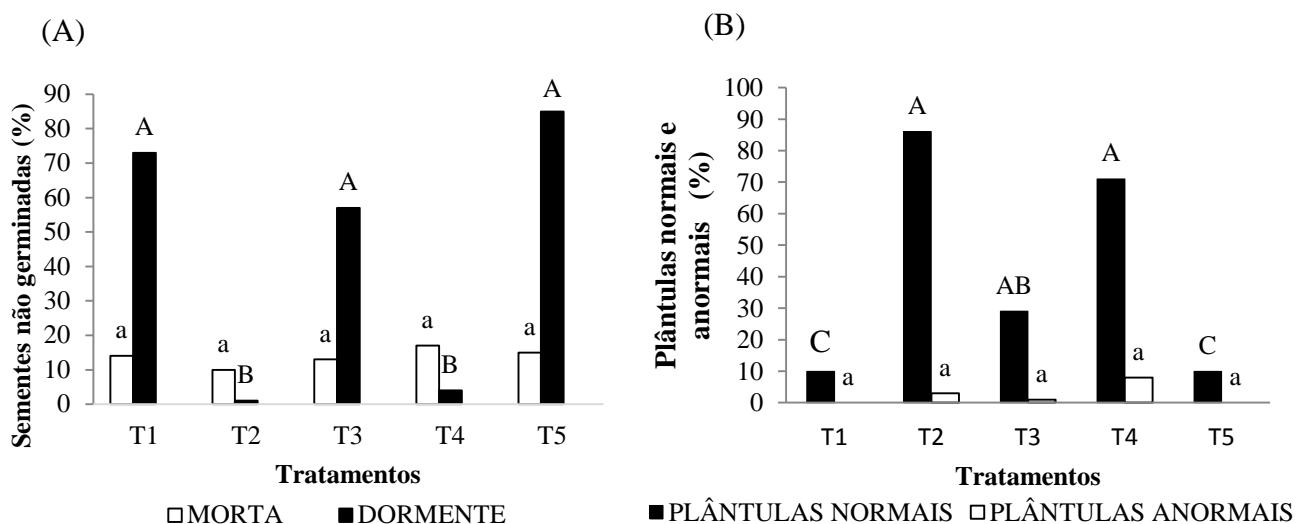 (A)
Sementes não germinadas (%)
90
80
70
60
50
40
30
20
10
0
A
A
A
a
a
B
a
a
B
a
T1 T2 T3 T4 T5
Tratamentos
MORTA DORMENTE
(B)
Plântulas normais e
anormais (%)
100
90
80
70
60
50
40
30
20
10
0
A
A
AB
C
a
a
a
a
C
a
T1 T2 T3 T4 T5
Tratamentos
PLÂNTULAS NORMAIS PLÂNTULAS ANORMAIS